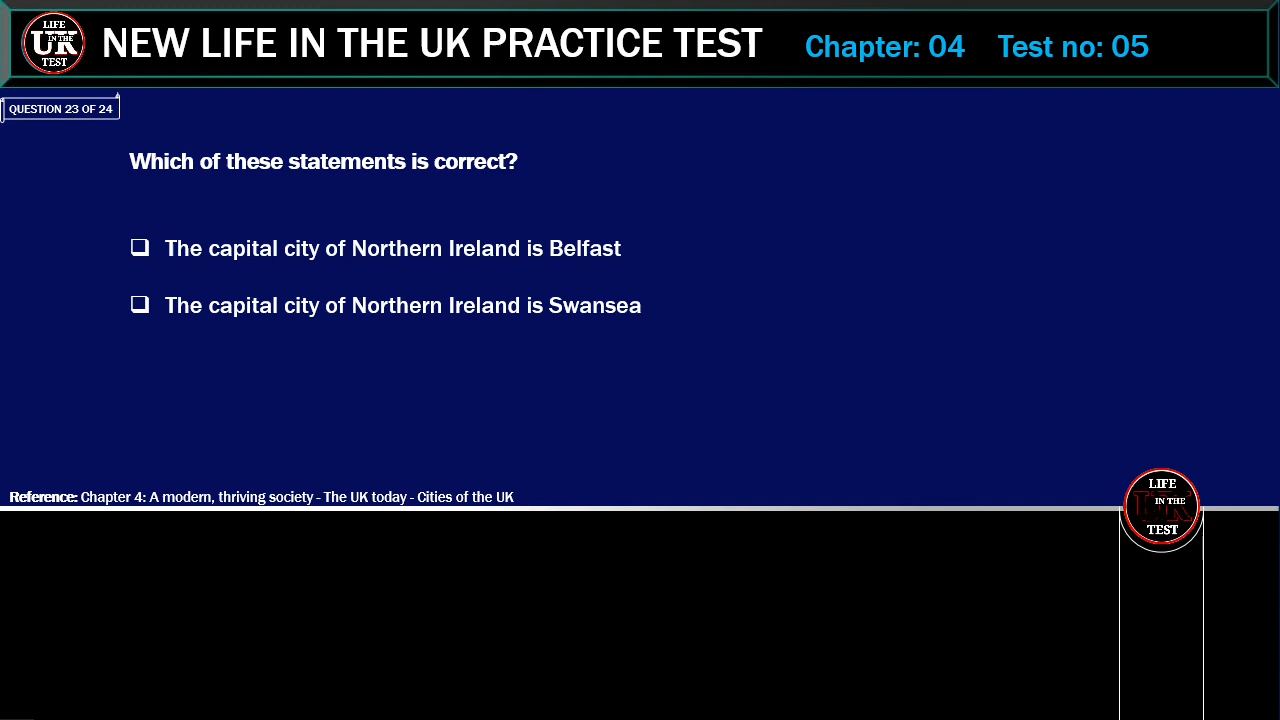 LIFE
UK
IN THE
TEST
NEW LIFE IN THE UK PRACTICE TEST
Chapter: 04
Test no: 05
QUESTION 23 OF 24
Which of these statements is correct?
❑ The capital city of Northern Ireland is Belfast
❑ The capital city of Northern Ireland is Swansea
Reference: Chapter 4: A modern, thriving society - The UK today - Cities of the UK
LIFE
UK
IN THE
TEST